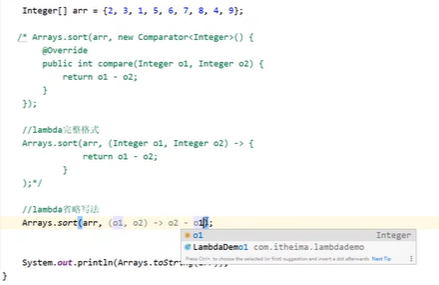 Integer[] arr = {2, 3, 1, 5, 6, 7, 8, 4, 9};
/* Arrays.sort(arr, new Comparator<Integer>() {
@Override
public int compare(Integer o1, Integer o2) {
return o1 - o2;
}
});
//lambda完整格式
Arrays.sort(arr, (Integer o1, Integer o2) -> {
return o1 - o2;
}
);*/
//lambda省略写法
Arrays.sort(arr, (o1, o2) -> o2 - o1);
o1 Integer
LambdaDemo1 com.itheima.lambdademo
Press Ctrl+. to choose the selected (or first) suggestion and insert a dot afterwards Next Tip
System.out.println(Arrays.toString(arr));
}